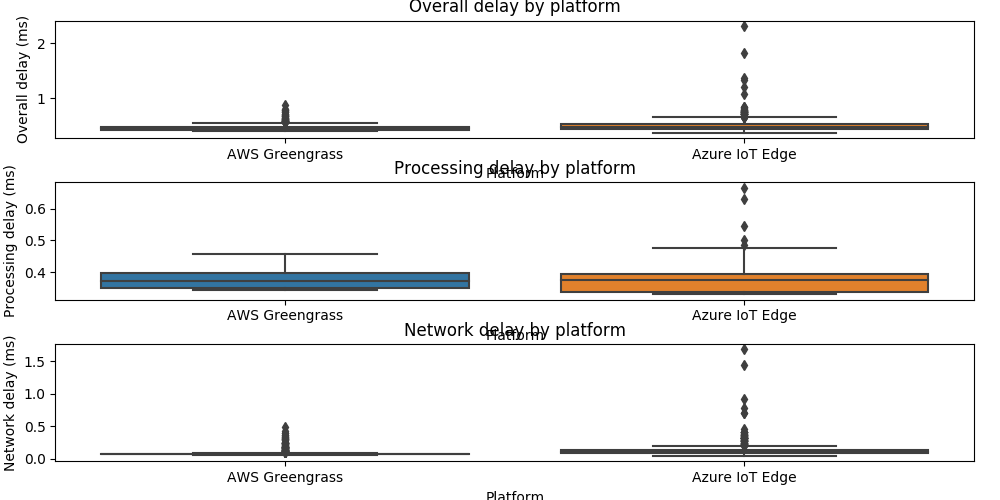 Overall delay by platform
Overall delay (ms)
2
1
AWS Greengrass
Azure IoT Edge
Platform
Processing delay by platform
Processing delay (ms)
0.6
0.5
0.4
AWS Greengrass
Azure IoT Edge
Platform
Network delay by platform
Network delay (ms)
1.5
1.0
0.5
0.0
AWS Greengrass
Azure IoT Edge
Platform